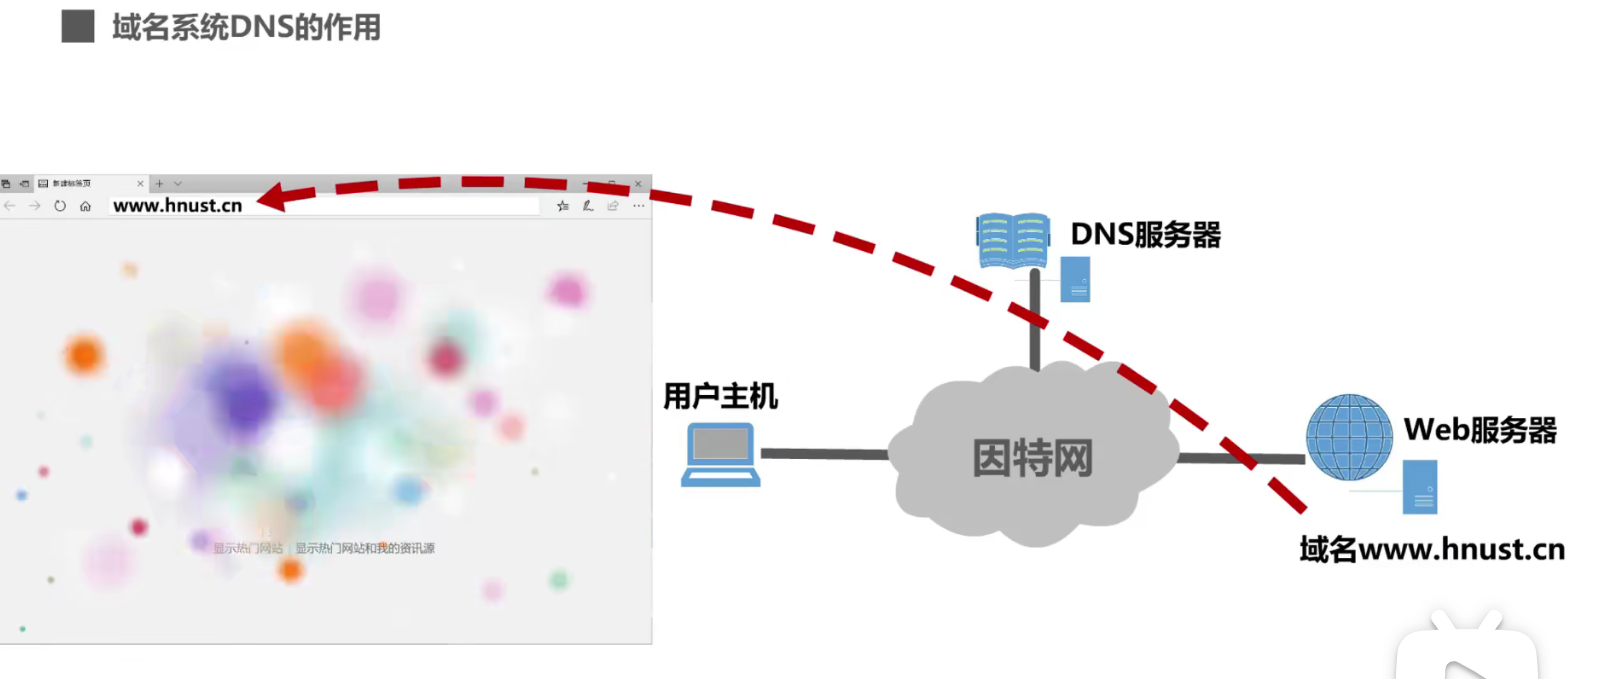 域名系统DNS的作用
新建标签页
www.hnust.cn
DNS服务器
用户主机
因特网
Web服务器
域名www.hnust.cn
显示热门网站 | 显示热门网站和我的资讯源